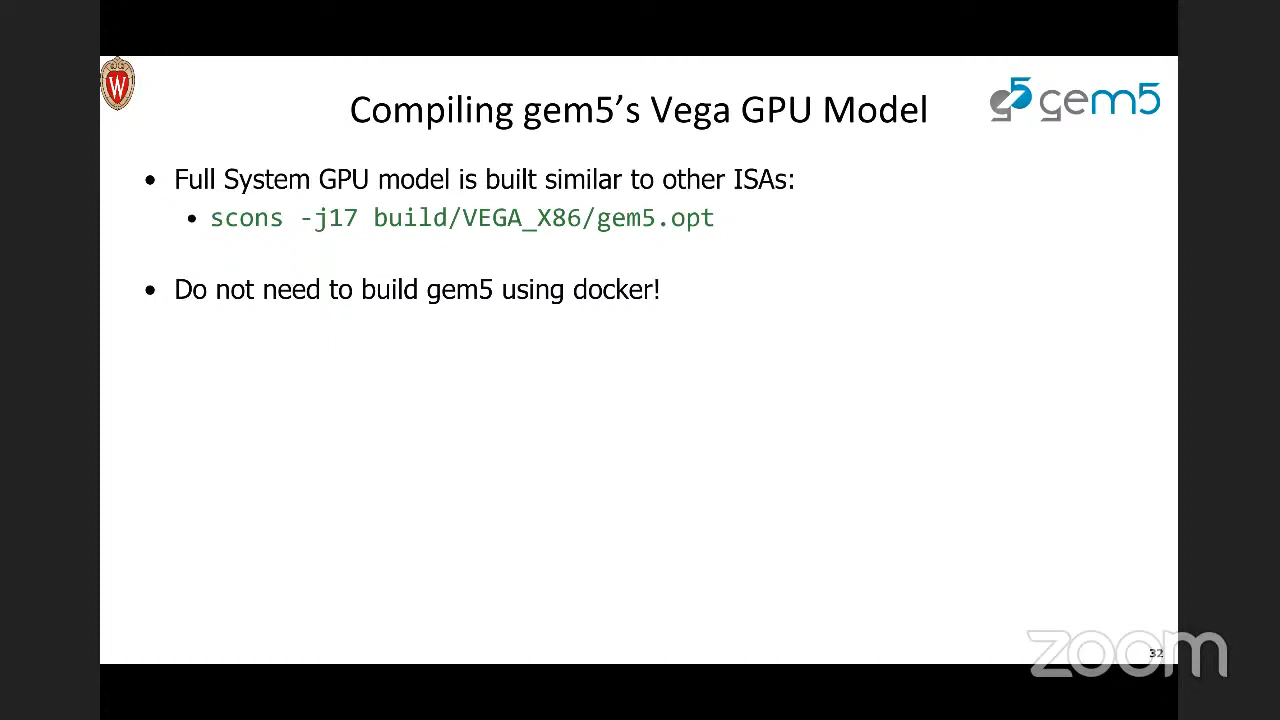 W
gem5
Compiling gem5’s Vega GPU Model
• Full System GPU model is built similar to other ISAs:
• scons -j17 build/VEGA_X86/gem5.opt
• Do not need to build gem5 using docker!
32
zoom